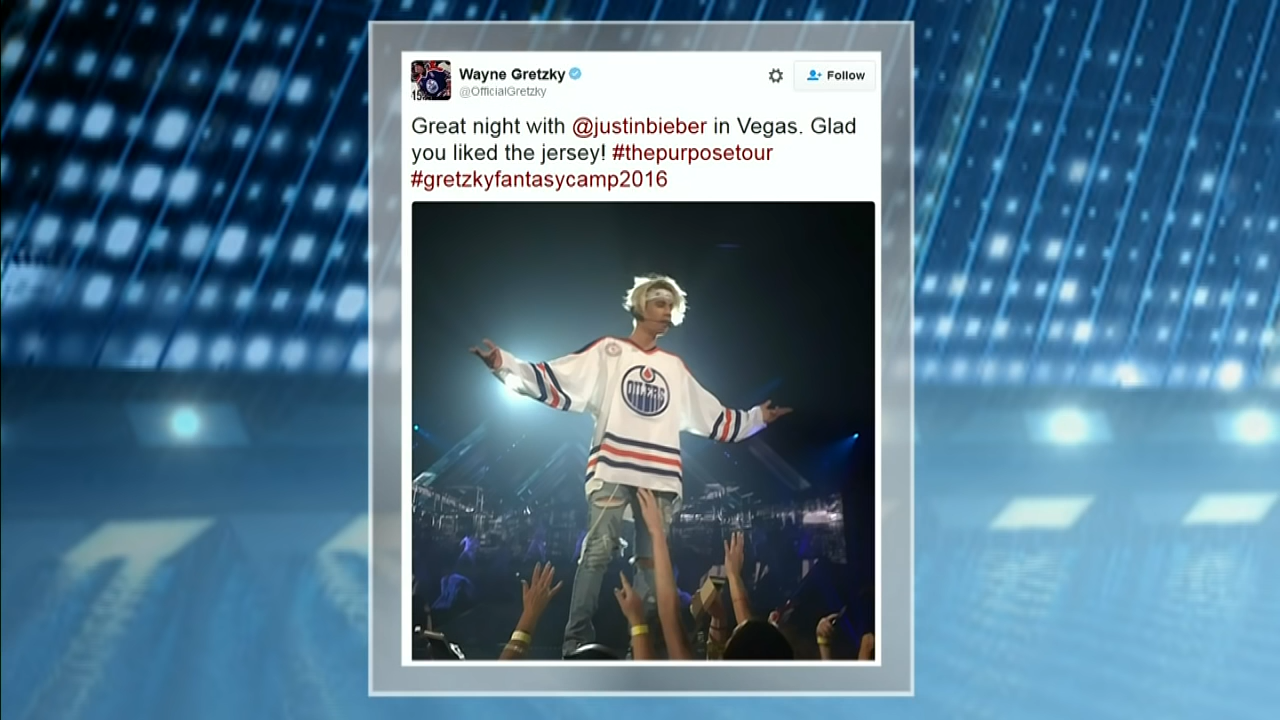 Wayne Gretzky
@OfficialGretzky
Follow
Great night with @justinbieber in Vegas. Glad
you liked the jersey! #thepurposetour
#gretzkyfantasycamp2016
OILERS